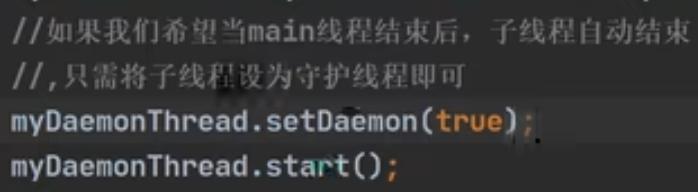 //如果我们希望当main线程结束后，子线程自动结束
//,只需将子线程设为守护线程即可
myDaemonThread.setDaemon(true);
myDaemonThread.start();